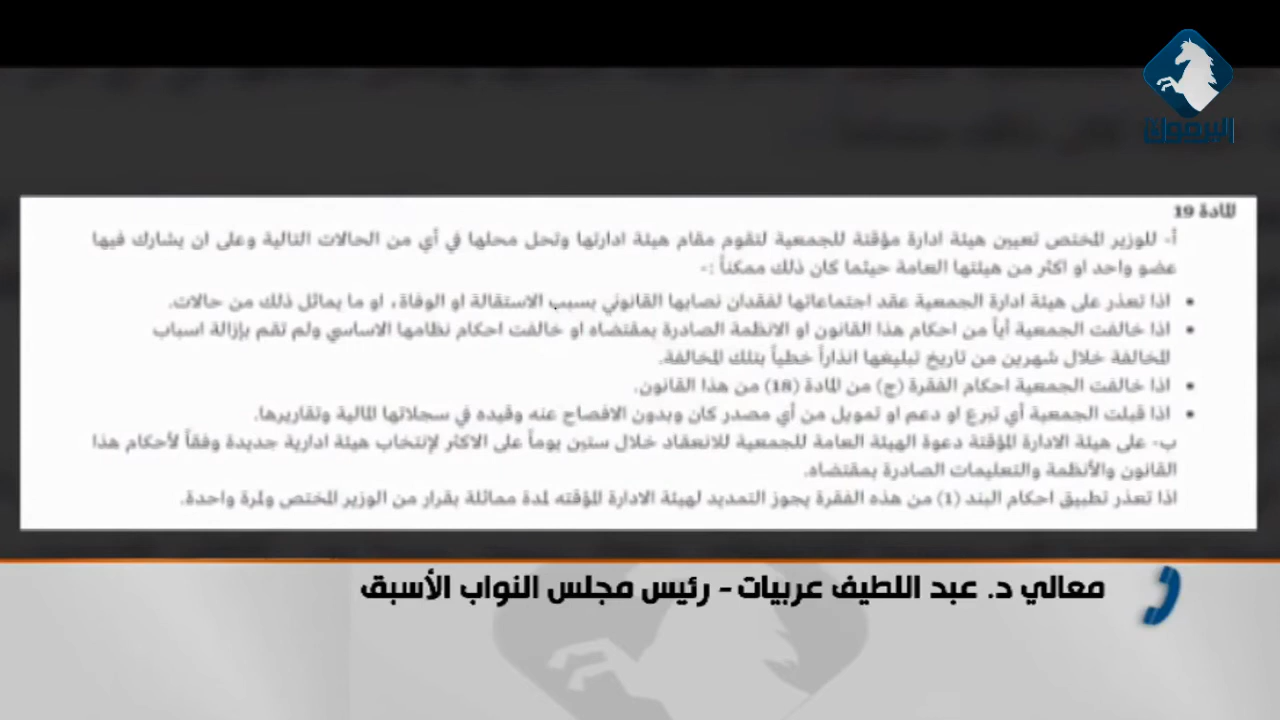 اليرموك
المادة 19
أ- للوزير المختص تعيين هيئة ادارة مؤقتة للجمعية لتقوم مقام هيئة ادارتها وتحل محلها في أي من الحالات التالية وعلى ان يشارك فيها
عضو واحد او اكثر من هيئتها العامة حيثما كان ذلك ممكناً :-
• اذا تعذر على هيئة ادارة الجمعية عقد اجتماعاتها لفقدان نصابها القانوني بسبب الاستقالة او الوفاة، او ما يماثل ذلك من حالات.
• اذا خالفت الجمعية أياً من احكام هذا القانون او الانظمة الصادرة بمقتضاه او خالفت احكام نظامها الاساسي ولم تقم بإزالة اسباب
المخالفة خلال شهرين من تاريخ تبليغها انذاراً خطياً بتلك المخالفة.
• اذا خالفت الجمعية احكام الفقرة (ج) من المادة (18) من هذا القانون.
• اذا قبلت الجمعية أي تبرع او دعم او تمويل من أي مصدر كان وبدون الافصاح عنه وقيده في سجلاتها المالية وتقاريرها.
ب- على هيئة الادارة المؤقتة دعوة الهيئة العامة للجمعية للانعقاد خلال ستين يوماً على الاكثر لإنتخاب هيئة ادارية جديدة وفقاً لأحكام هذا
القانون والأنظمة والتعليمات الصادرة بمقتضاه.
اذا تعذر تطبيق احكام البند (1) من هذه الفقرة يجوز التمديد لهيئة الادارة المؤقته لمدة مماثلة بقرار من الوزير المختص ولمرة واحدة.
معالي د. عبد اللطيف عربيات - رئيس مجلس النواب الأسبق